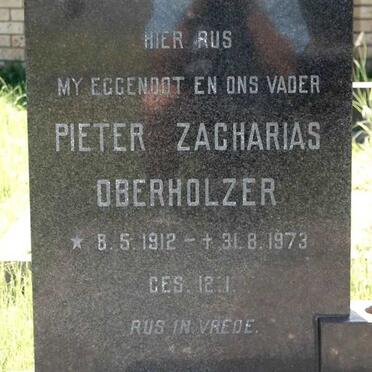 HIER RUS
MY EGGENOOT EN ONS VADER
PIETER ZACHARIAS
OBERHOLZER
★ 8.5.1912 – ✝ 31.8.1973
GES. 12:1.
RUS IN VREDE.